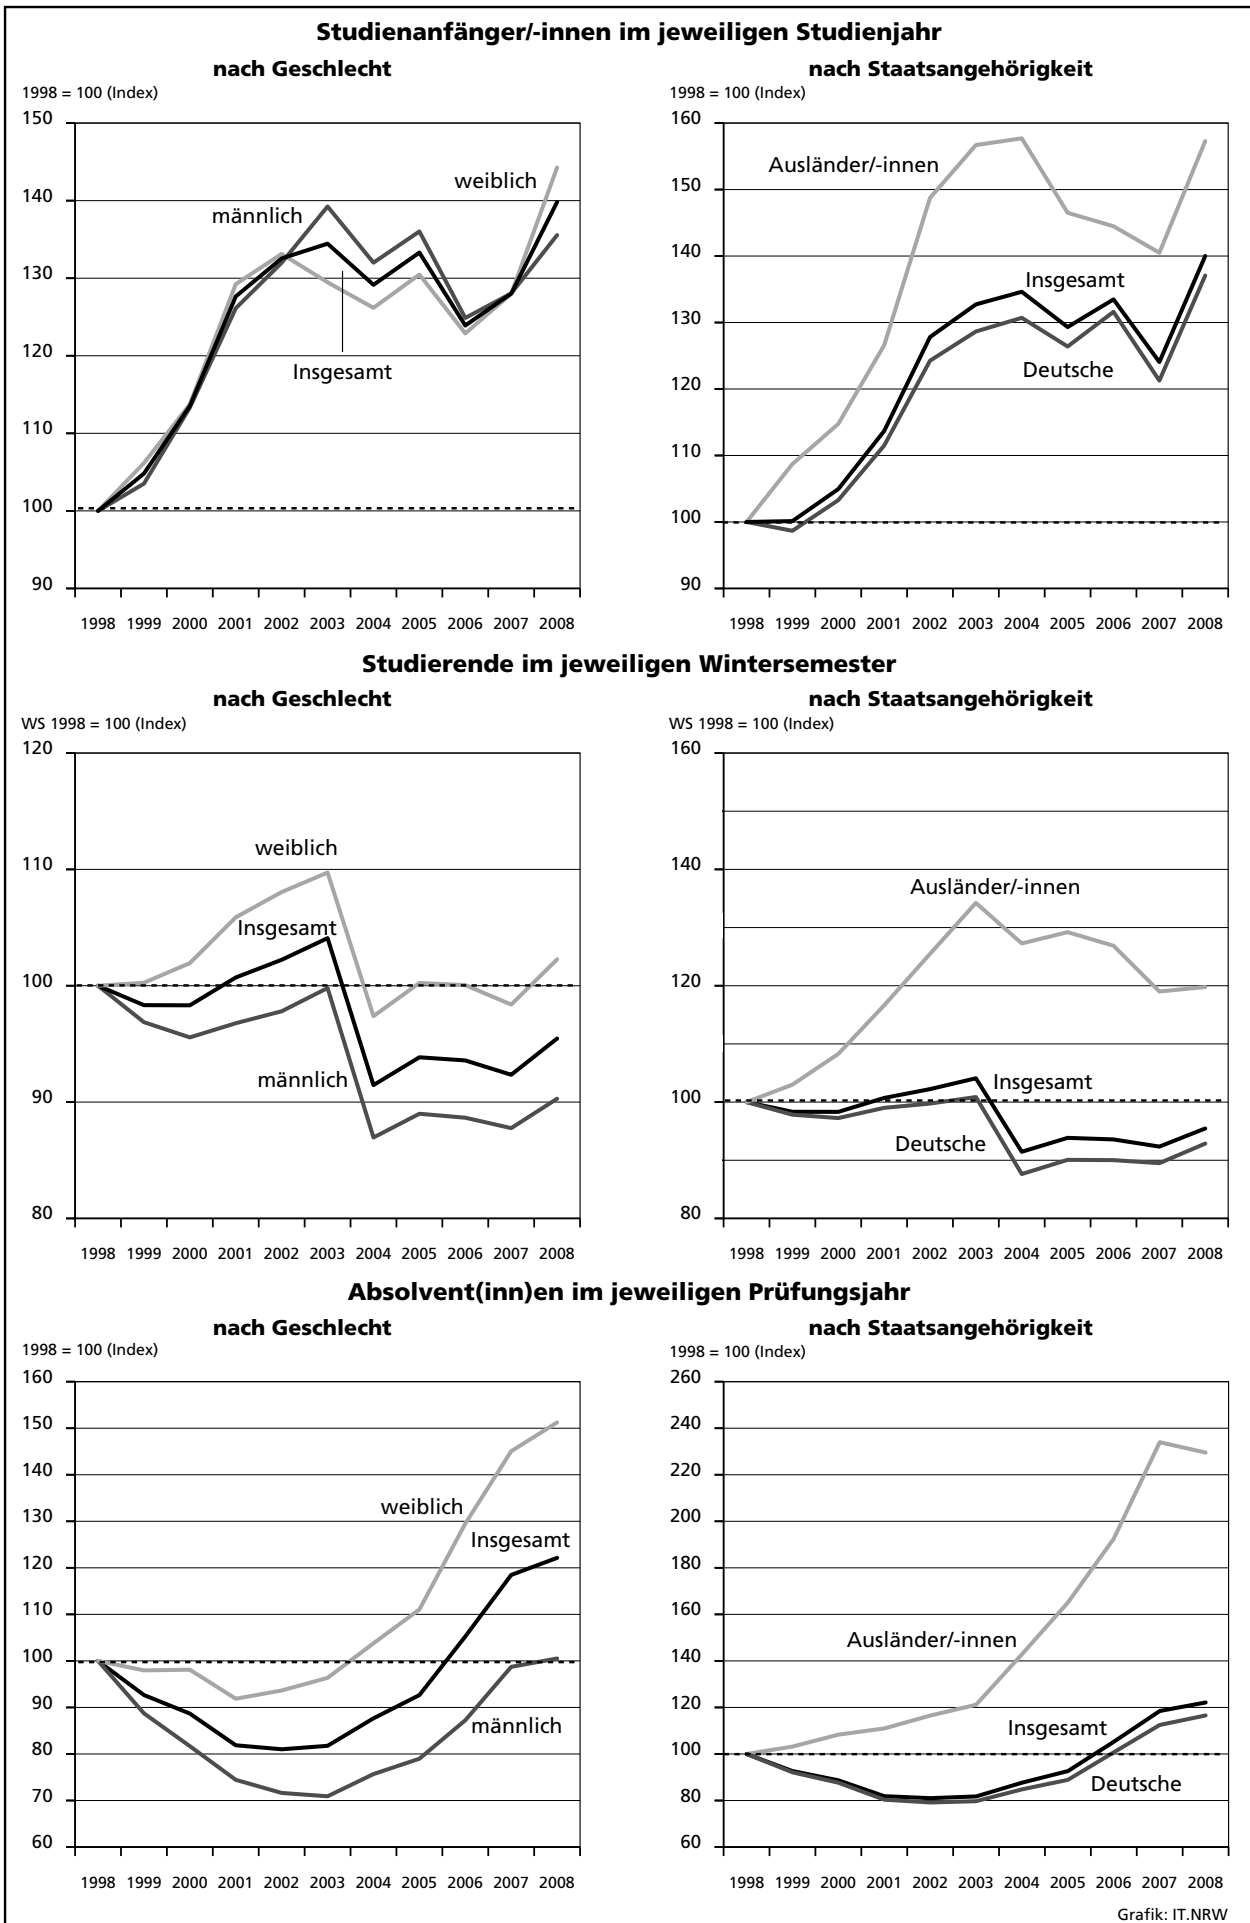 Studienanfänger/-innen im jeweiligen Studienjahr
nach Geschlecht
1998 = 100 (Index)
150
140
130
120
110
100
90
weiblich
männlich
Insgesamt
1998 1999 2000 2001 2002 2003 2004 2005 2006 2007 2008
nach Staatsangehörigkeit
1998 = 100 (Index)
160
150
140
130
120
110
100
90
Ausländer/-innen
Insgesamt
Deutsche
1998 1999 2000 2001 2002 2003 2004 2005 2006 2007 2008
Studierende im jeweiligen Wintersemester
nach Geschlecht
WS 1998 = 100 (Index)
120
110
100
90
80
weiblich
Insgesamt
männlich
1998 1999 2000 2001 2002 2003 2004 2005 2006 2007 2008
nach Staatsangehörigkeit
WS 1998 = 100 (Index)
160
140
120
100
80
Ausländer/-innen
Insgesamt
Deutsche
1998 1999 2000 2001 2002 2003 2004 2005 2006 2007 2008
Absolvent(inn)en im jeweiligen Prüfungsjahr
nach Geschlecht
1998 = 100 (Index)
160
150
140
130
120
110
100
90
80
70
60
weiblich
Insgesamt
männlich
1998 1999 2000 2001 2002 2003 2004 2005 2006 2007 2008
nach Staatsangehörigkeit
1998 = 100 (Index)
260
240
220
200
180
160
140
120
100
80
60
Ausländer/-innen
Insgesamt
Deutsche
1998 1999 2000 2001 2002 2003 2004 2005 2006 2007 2008
Grafik: IT.NRW